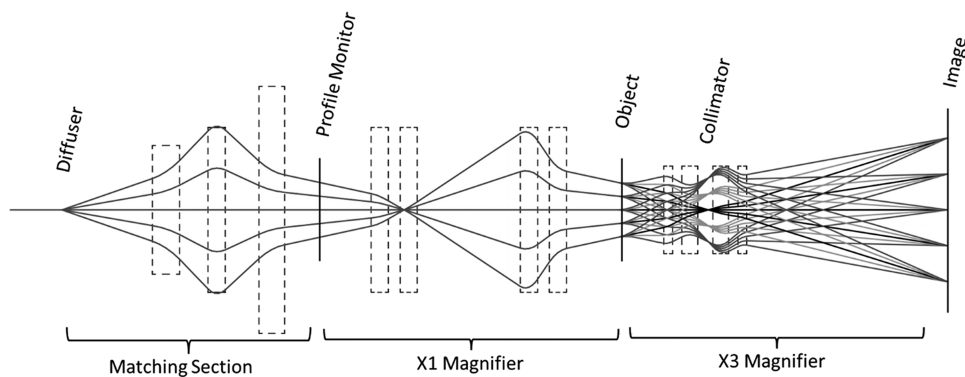 Diffuser
Profile Monitor
Object
Collimator
Image
Matching Section
X1 Magnifier
X3 Magnifier